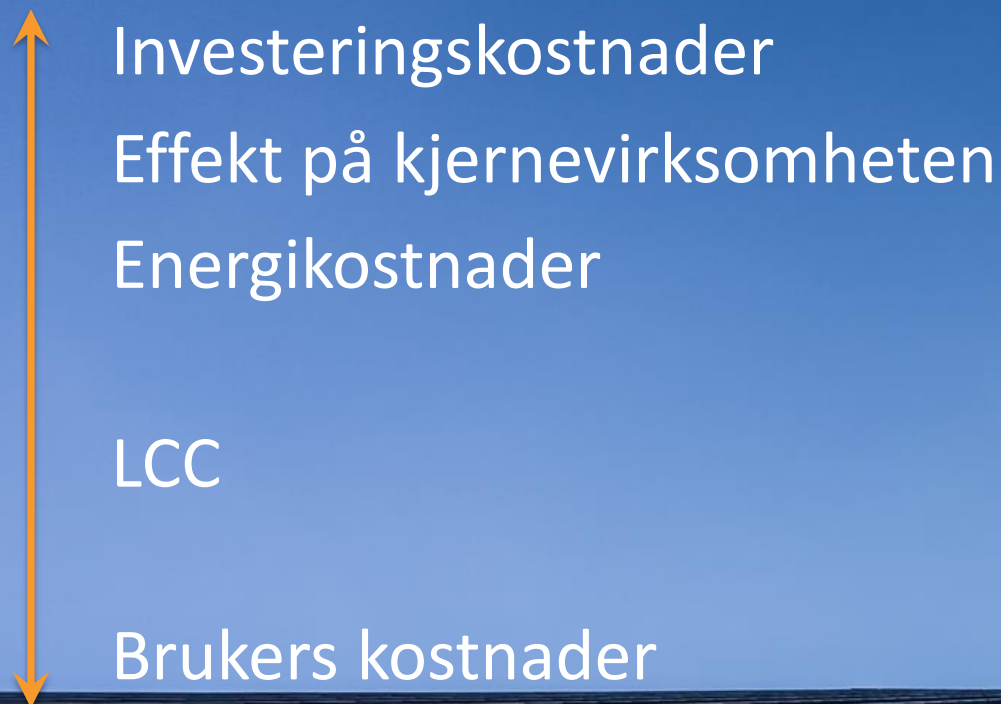 Investeringskostnader
Effekt på kjernevirksomheten
Energikostnader
LCC
Brukers kostnader